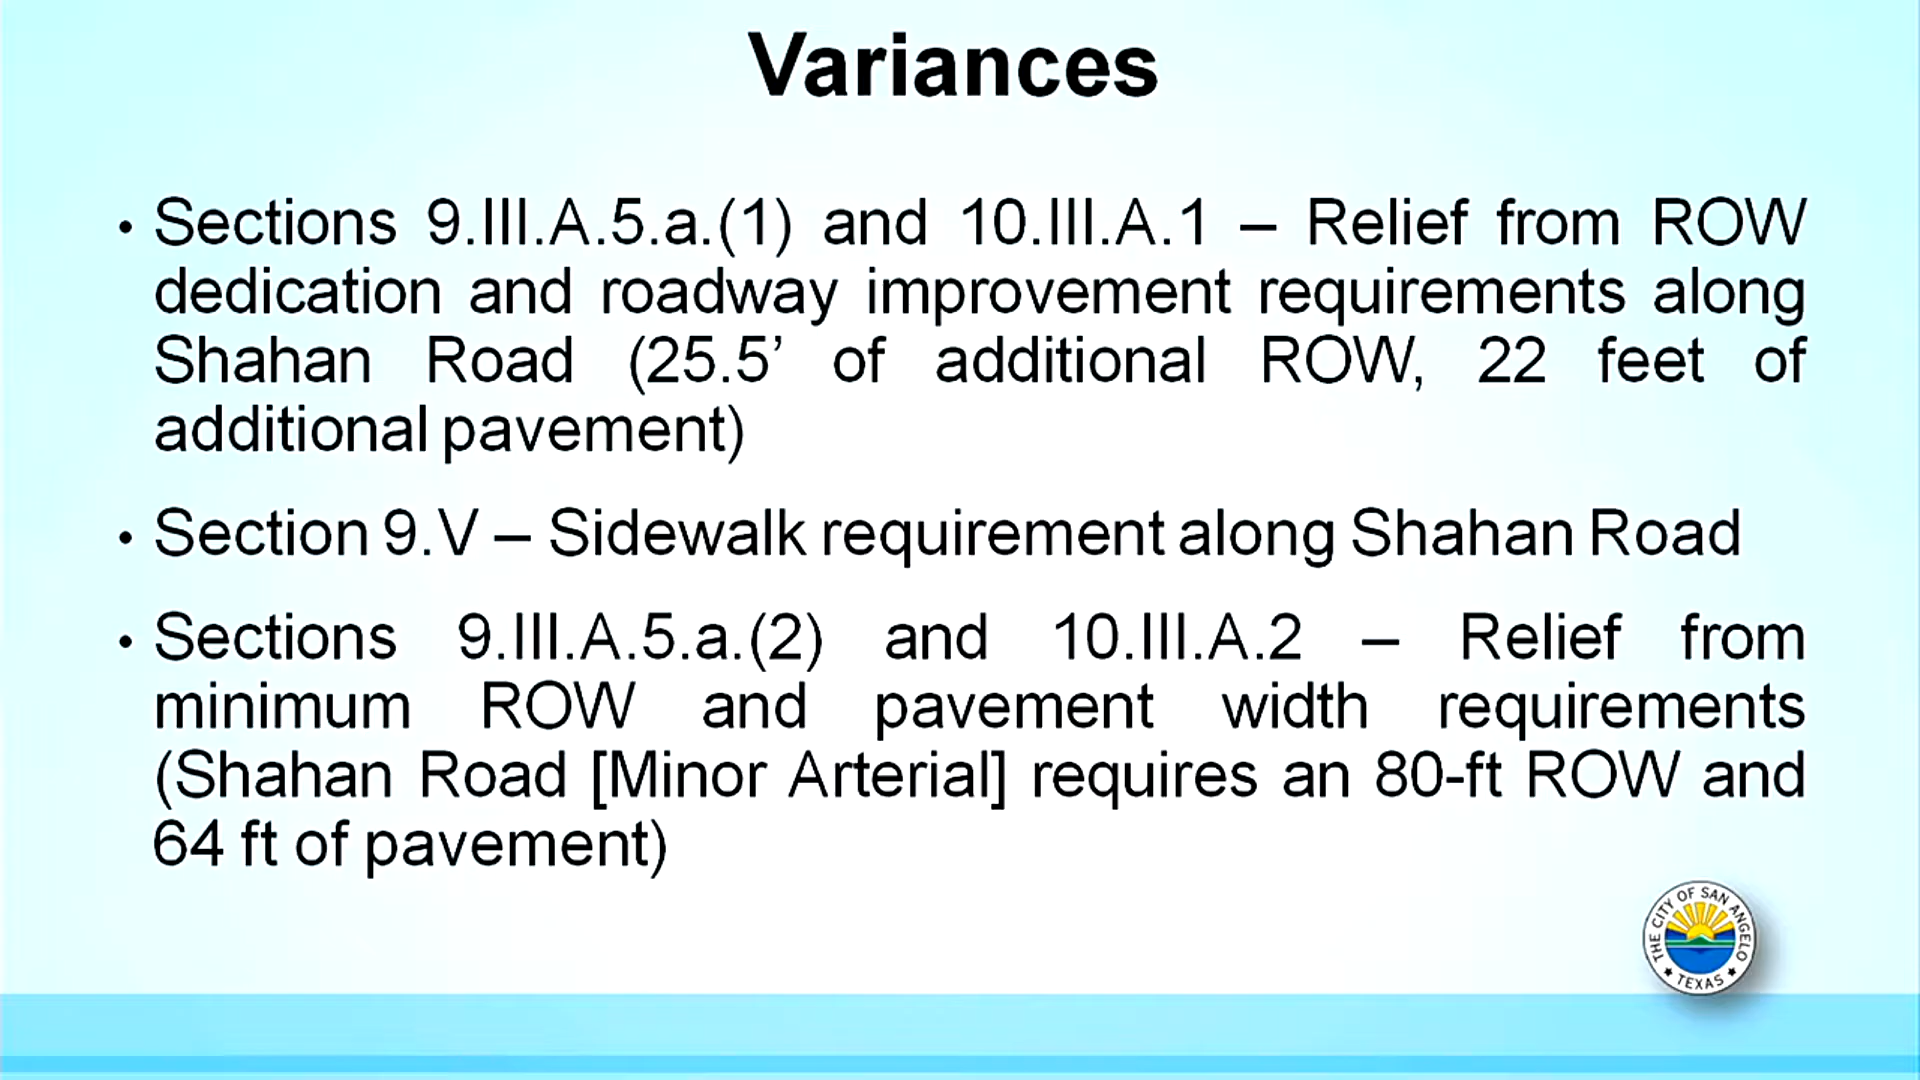 Variances
• Sections 9.III.A.5.a.(1) and 10.III.A.1 – Relief from ROW
dedication and roadway improvement requirements along
Shahan Road (25.5’ of additional ROW, 22 feet of
additional pavement)
• Section 9.V – Sidewalk requirement along Shahan Road
• Sections 9.III.A.5.a.(2) and 10.III.A.2 – Relief from
minimum ROW and pavement width requirements
(Shahan Road [Minor Arterial] requires an 80-ft ROW and
64 ft of pavement)
THE CITY OF SAN ANGELO
TEXAS